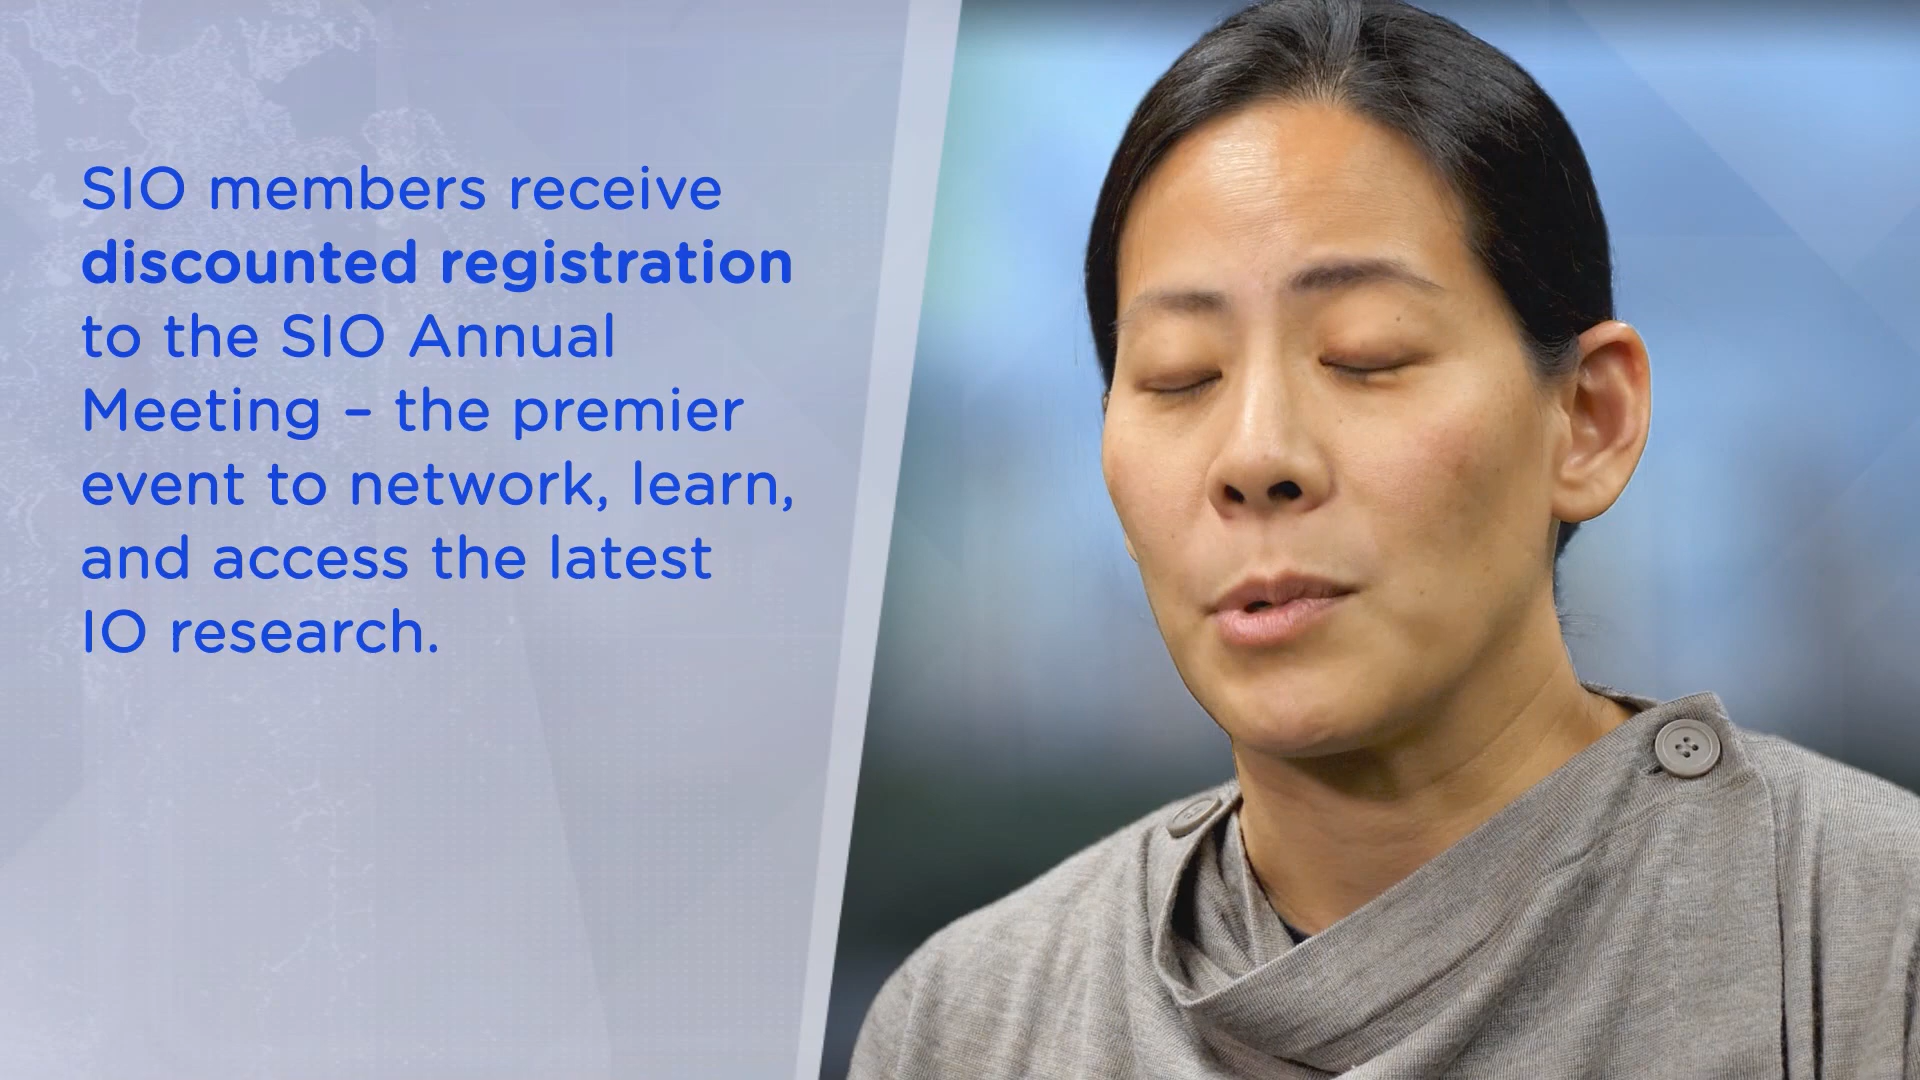 SIO members receive
discounted registration
to the SIO Annual
Meeting – the premier
event to network, learn,
and access the latest
IO research.